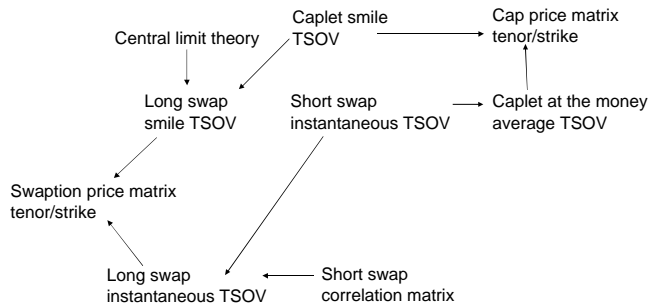 Caplet smile
TSOV
Cap price matrix
tenor/strike
Central limit theory
Long swap
smile TSOV
Short swap
instantaneous TSOV
Caplet at the money
average TSOV
Swaption price matrix
tenor/strike
Long swap
instantaneous TSOV
Short swap
correlation matrix